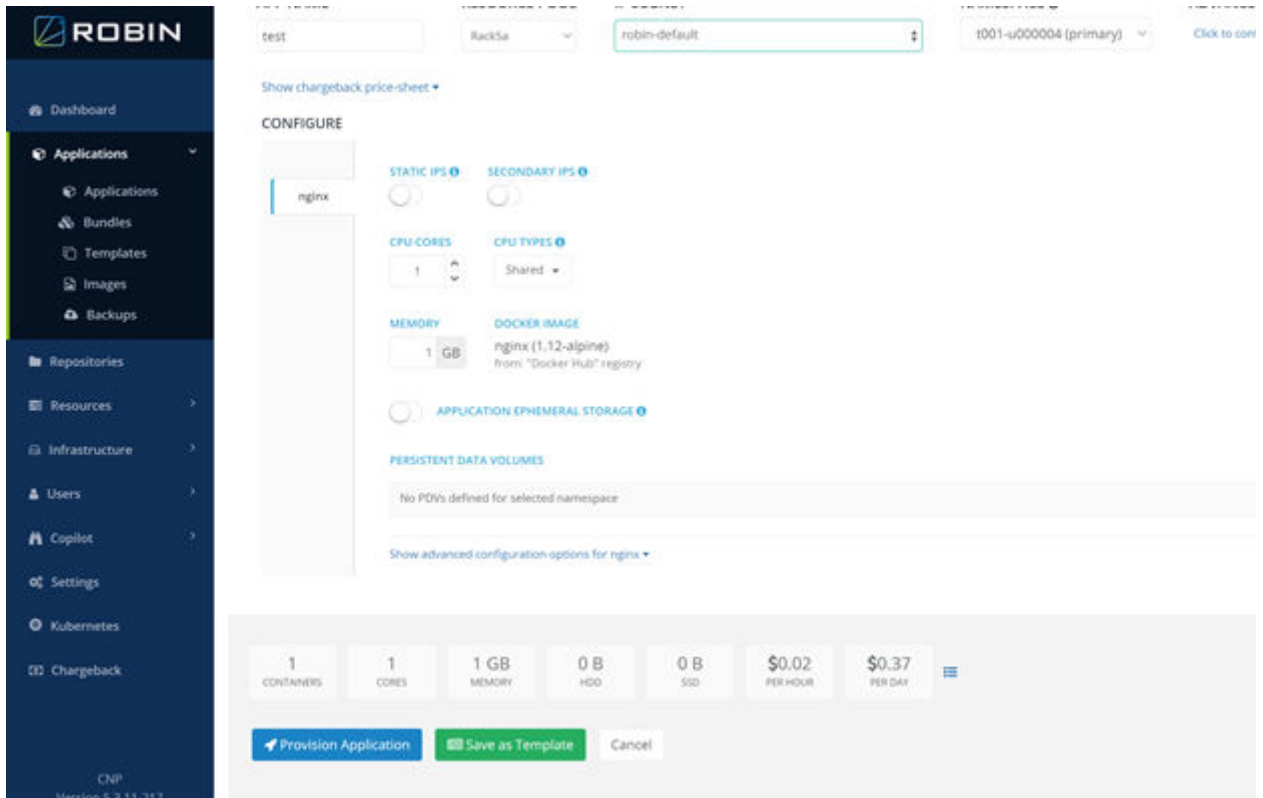 ROBIN
test
Rack5a
robin-default
t001-u000004 (primary)
Click to con
Show chargeback price-sheet
CONFIGURE
Dashboard
Applications
Applications
Bundles
Templates
Images
Backups
Repositories
Resources
Infrastructure
Users
Copilot
Settings
Kubernetes
Chargeback
CNP
nginx
STATIC IPS
SECONDARY IPS
CPU CORES
CPU TYPES
1
Shared
MEMORY
DOCKER IMAGE
1 GB
nginx (1.12-alpine)
from: "Docker Hub" registry
APPLICATION EPHEMERAL STORAGE
PERSISTENT DATA VOLUMES
No PDVs defined for selected namespace
Show advanced configuration options for nginx
1
CONTAINERS
1
CORES
1 GB
MEMORY
0 B
HDD
0 B
SSD
$0.02
PER HOUR
$0.37
PER DAY
Provision Application
Save as Template
Cancel